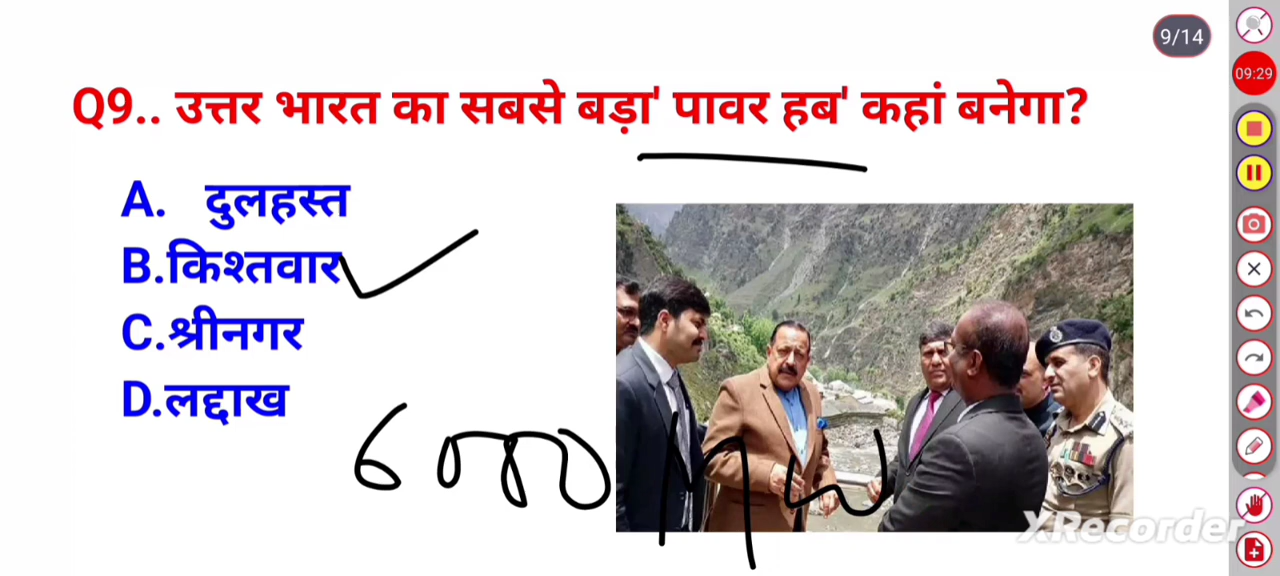 9/14
09:29
Q9.. उत्तर भारत का सबसे बड़ा' पावर हब' कहां बनेगा?
A. दुलहस्त
B.किश्तवार
C.श्रीनगर
D.लद्दाख
6000 MW
XRecorder